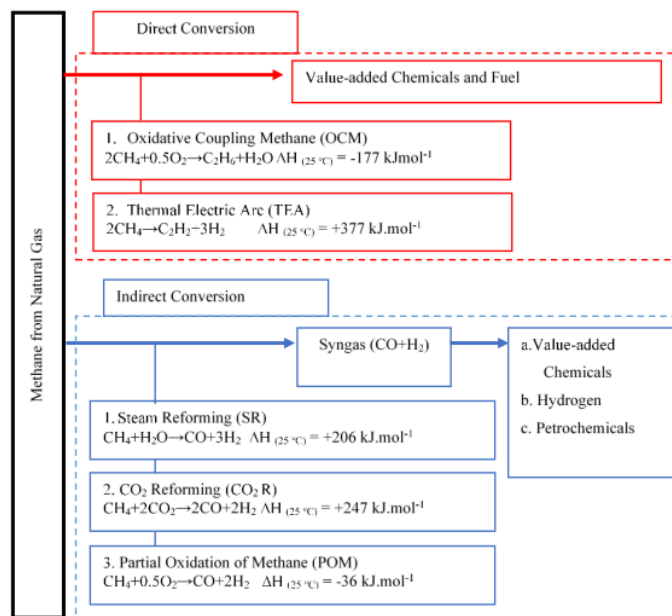 Methane from Natural Gas
Direct Conversion
Value-added Chemicals and Fuel
1. Oxidative Coupling Methane (OCM)
2CH₄+0.5O₂→C₂H₆+H₂O ΔH (25 °C) = -177 kJmol⁻¹
2. Thermal Electric Arc (TEA)
2CH₄→C₂H₂−3H₂ ΔH (25 °C) = +377 kJ.mol⁻¹
Indirect Conversion
Syngas (CO+H₂)
a.Value-added
Chemicals
b. Hydrogen
c. Petrochemicals
1. Steam Reforming (SR)
CH₄+H₂O→CO+3H₂ ΔH (25 °C) = +206 kJ.mol⁻¹
2. CO₂ Reforming (CO₂ R)
CH₄+2CO₂→2CO+2H₂ ΔH (25 °C) = +247 kJ.mol⁻¹
3. Partial Oxidation of Methane (POM)
CH₄+0.5O₂→CO+2H₂ ΔH (25 °C) = -36 kJ.mol⁻¹